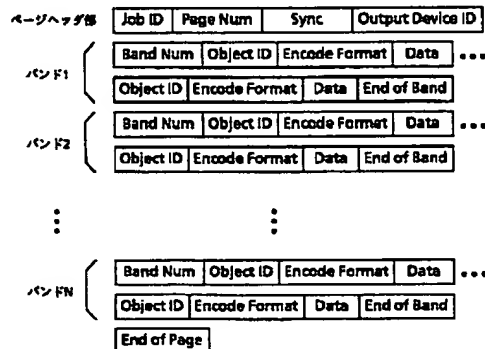 ページヘッダ部 Job ID Page Num Sync Output Device ID
Band Num Object ID Encode Format Data •••
バンド1
Object ID Encode Format Data End of Band
Band Num Object ID Encode Format Data •••
バンド2
Object ID Encode Format Data End of Band
Band Num Object ID Encode Format Data •••
バンドN
Object ID Encode Format Data End of Band
End of Page